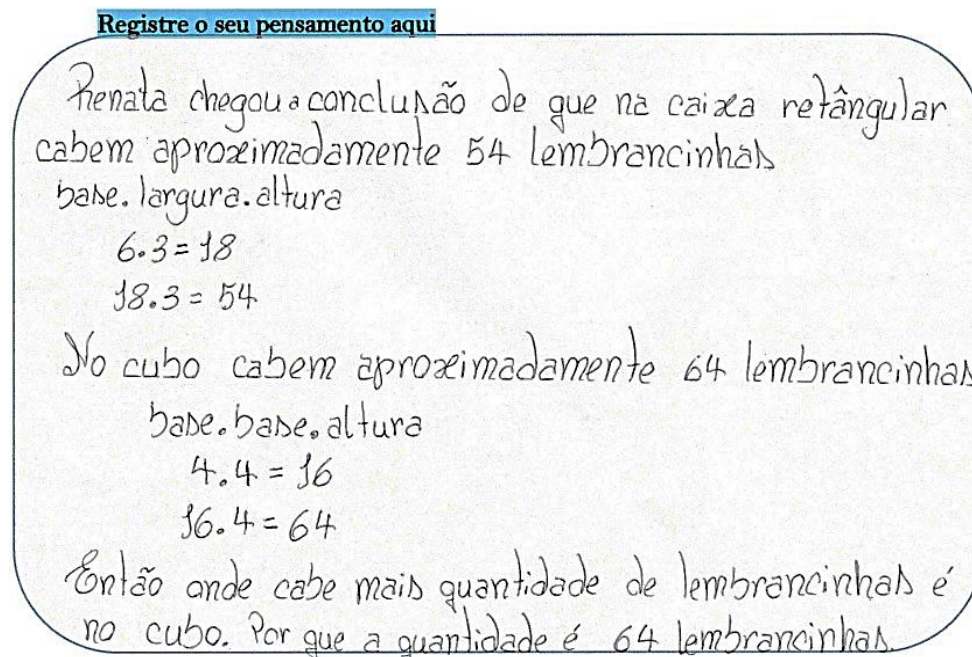 Registre o seu pensamento aqui
Renata chegou a conclusão de que na caixa retângular
cabem aproximadamente 54 lembrancinhas
base.largura.altura
6.3=18
18.3=54
No cubo cabem aproximadamente 64 lembrancinhas
base.base.altura
4.4=16
16.4=64
Então onde cabe mais quantidade de lembrancinhas é
no cubo. Por que a quantidade é 64 lembrancinhas.